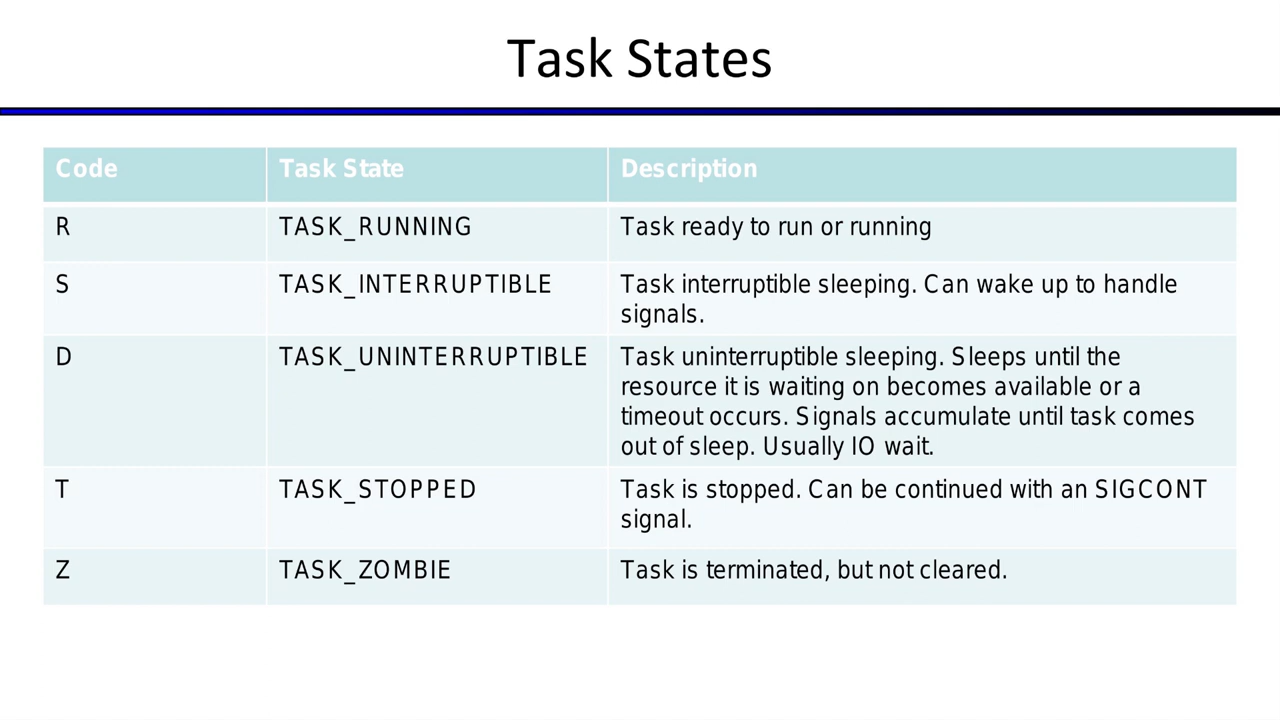 Task States
Code Task State Description
R TASK_RUNNING Task ready to run or running
S TASK_INTERRUPTIBLE Task interruptible sleeping. Can wake up to handle
signals.
D TASK_UNINTERRUPTIBLE Task uninterruptible sleeping. Sleeps until the
resource it is waiting on becomes available or a
timeout occurs. Signals accumulate until task comes
out of sleep. Usually IO wait.
T TASK_STOPPED Task is stopped. Can be continued with an SIGCONT
signal.
Z TASK_ZOMBIE Task is terminated, but not cleared.